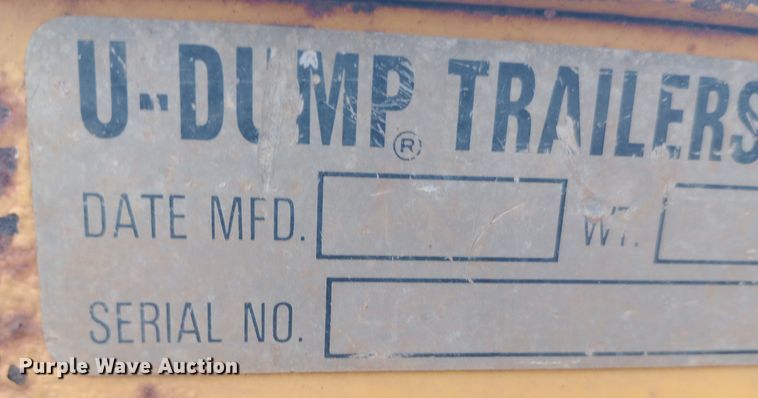 U-DUMP® TRAILERS
DATE MFD. WT.
SERIAL NO.
Purple Wave Auction